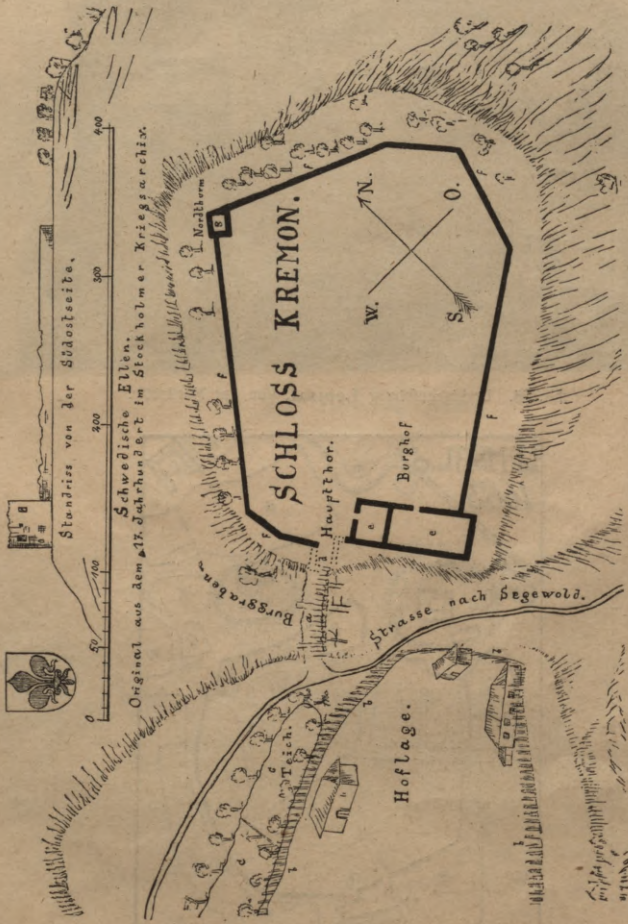 Standriss von der Südostseite.
0 50 100 200 300 400
Schwedische Ellen.
Original aus dem 17. Jahrhundert im Stockholmer Kriegsarchiv.
Nordthurm
g
SCHLOSS KREMON.
N.
O.
W.
S.
f
f
f
f
f
Burggraben
Hauptthor.
d
a
e
e
Burghof
Strasse nach Segewold.
Teich.
c
c
Hoflage.
b
b
b